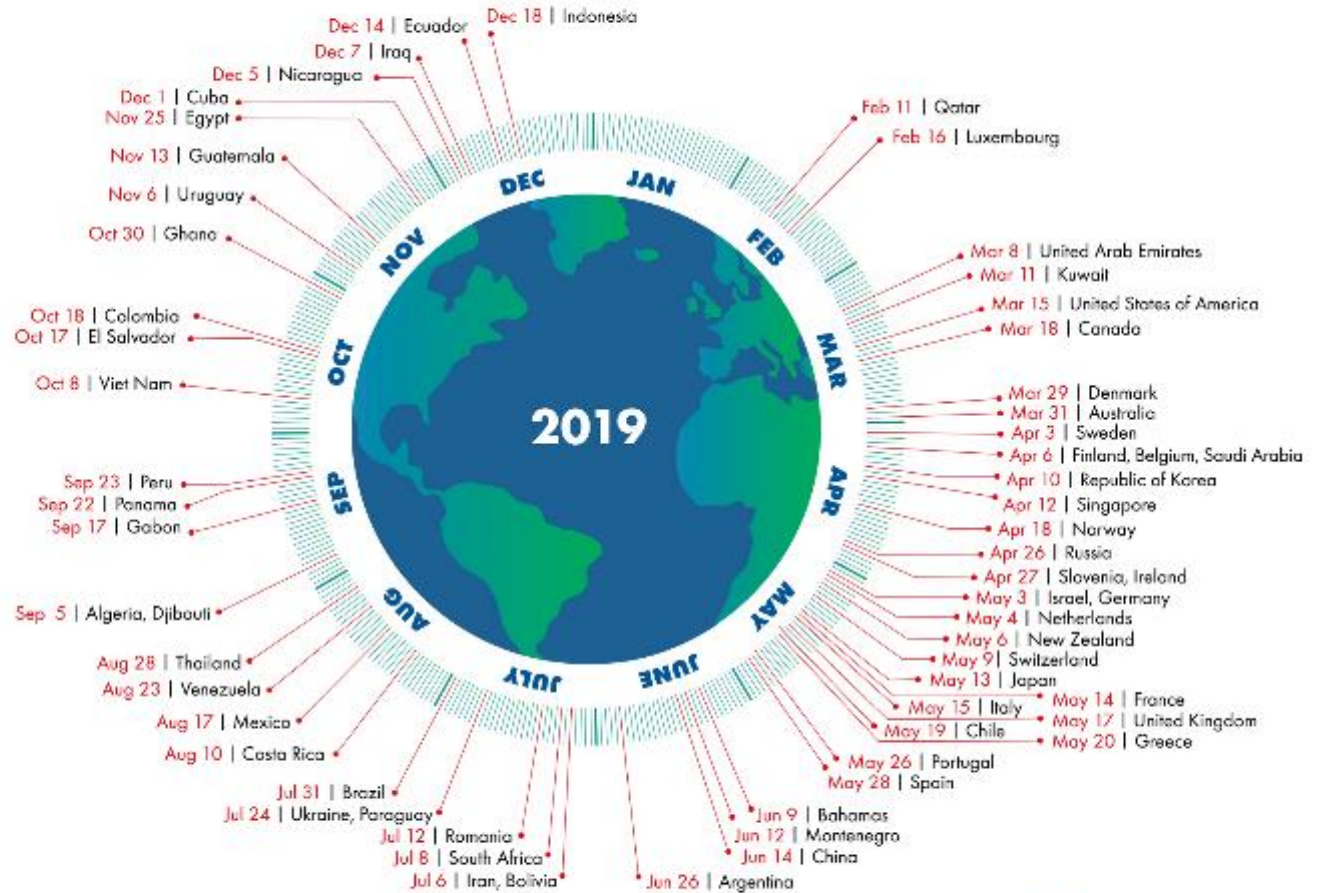 Dec 18 | Indonesia
Dec 14 | Ecuador
Dec 7 | Iraq
Dec 5 | Nicaragua
Dec 1 | Cuba
Nov 25 | Egypt
Nov 13 | Guatemala
Nov 6 | Uruguay
Oct 30 | Ghana
Oct 18 | Colombia
Oct 17 | El Salvador
Oct 8 | Viet Nam
Sep 23 | Peru
Sep 22 | Panama
Sep 17 | Gabon
Sep 5 | Algeria, Djibouti
Aug 28 | Thailand
Aug 23 | Venezuela
Aug 17 | Mexico
Aug 10 | Costa Rica
Jul 31 | Brazil
Jul 24 | Ukraine, Paraguay
Jul 12 | Romania
Jul 8 | South Africa
Jul 6 | Iran, Bolivia
JAN
FEB
MAR
APR
MAY
JUNE
JULY
AUG
SEP
OCT
NOV
DEC
2019
Feb 11 | Qatar
Feb 16 | Luxembourg
Mar 8 | United Arab Emirates
Mar 11 | Kuwait
Mar 15 | United States of America
Mar 18 | Canada
Mar 29 | Denmark
Mar 31 | Australia
Apr 3 | Sweden
Apr 6 | Finland, Belgium, Saudi Arabia
Apr 10 | Republic of Korea
Apr 12 | Singapore
Apr 18 | Norway
Apr 26 | Russia
Apr 27 | Slovenia, Ireland
May 3 | Israel, Germany
May 4 | Netherlands
May 6 | New Zealand
May 9 | Switzerland
May 13 | Japan
May 14 | France
May 15 | Italy
May 17 | United Kingdom
May 19 | Chile
May 20 | Greece
May 26 | Portugal
May 28 | Spain
Jun 9 | Bahamas
Jun 12 | Montenegro
Jun 14 | China
Jun 26 | Argentina